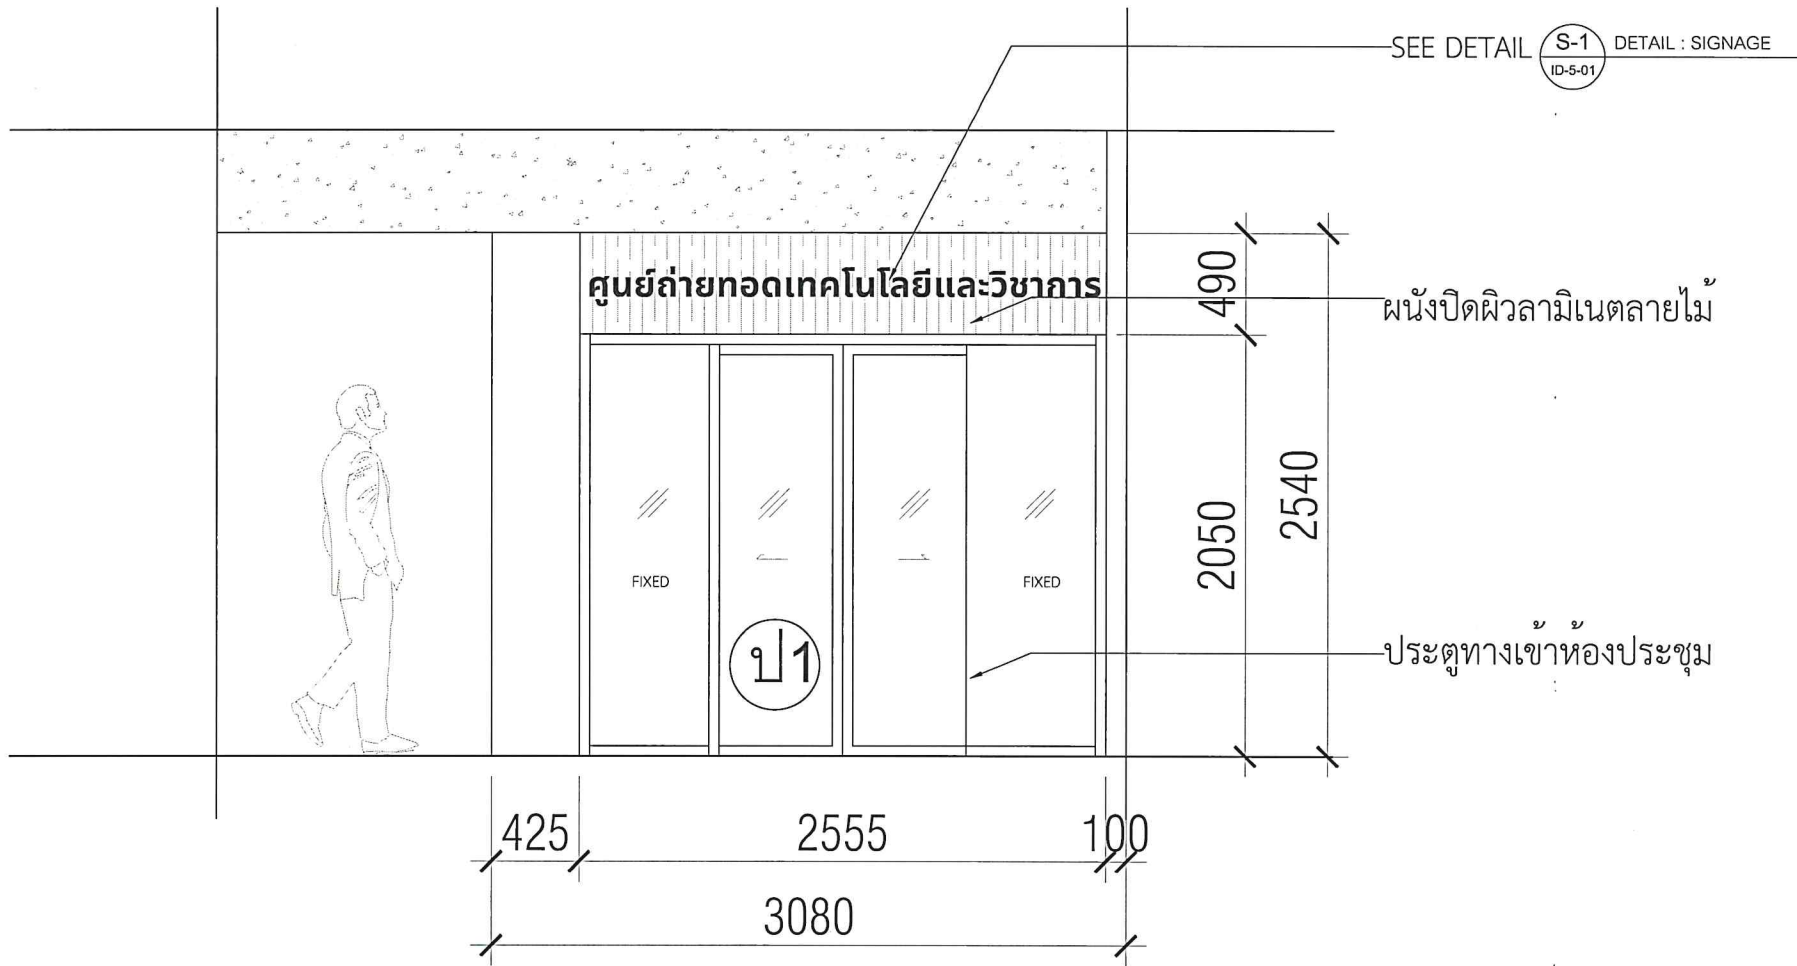 SEE DETAIL S-1 DETAIL : SIGNAGE
ID-5-01
ศูนย์ถ่ายทอดเทคโนโลยีและวิชาการ
490
ผนังปิดผิวลามิเนตลายไม้
2540
2050
FIXED
FIXED
ป1
ประตูทางเข้าห้องประชุม
425
2555
100
3080